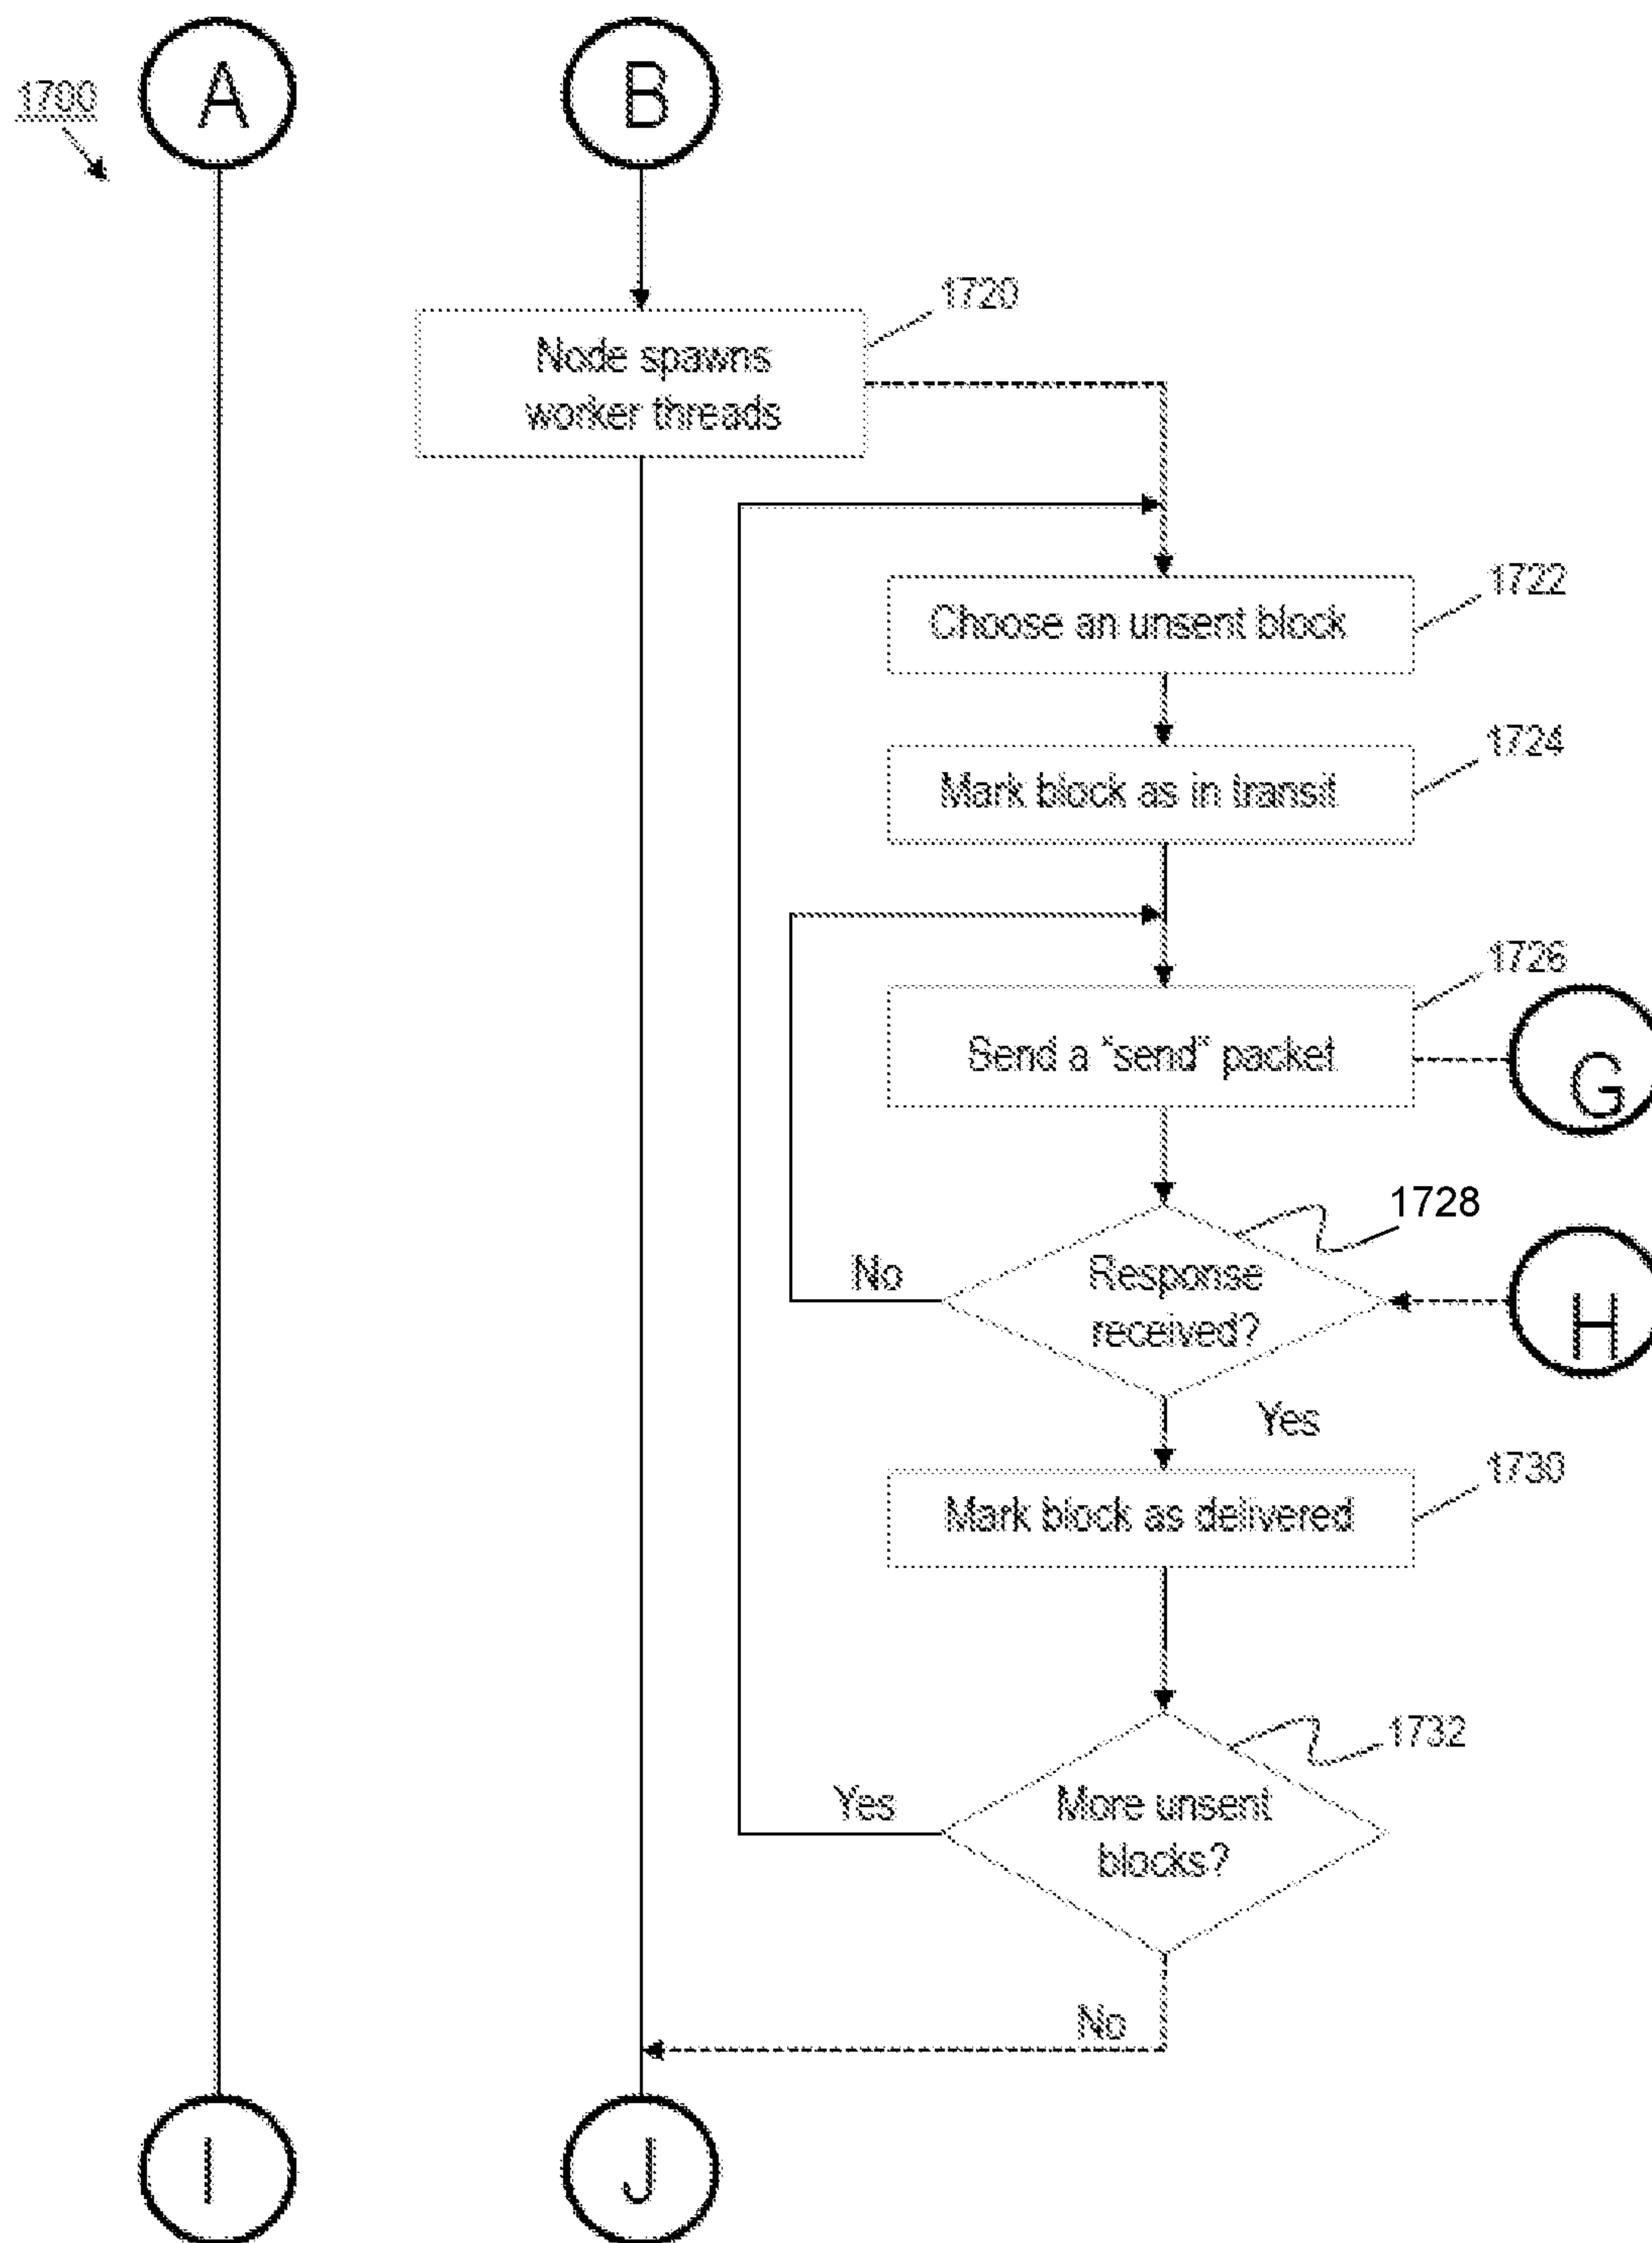 1700
A
B
1720
Node spawns
worker threads
1722
Choose an unsent block
1724
Mark block as in transit
1726
Send a "send" packet
G
1728
No
Response
received?
H
Yes
1730
Mark block as delivered
1732
Yes
More unsent
blocks?
No
I
J